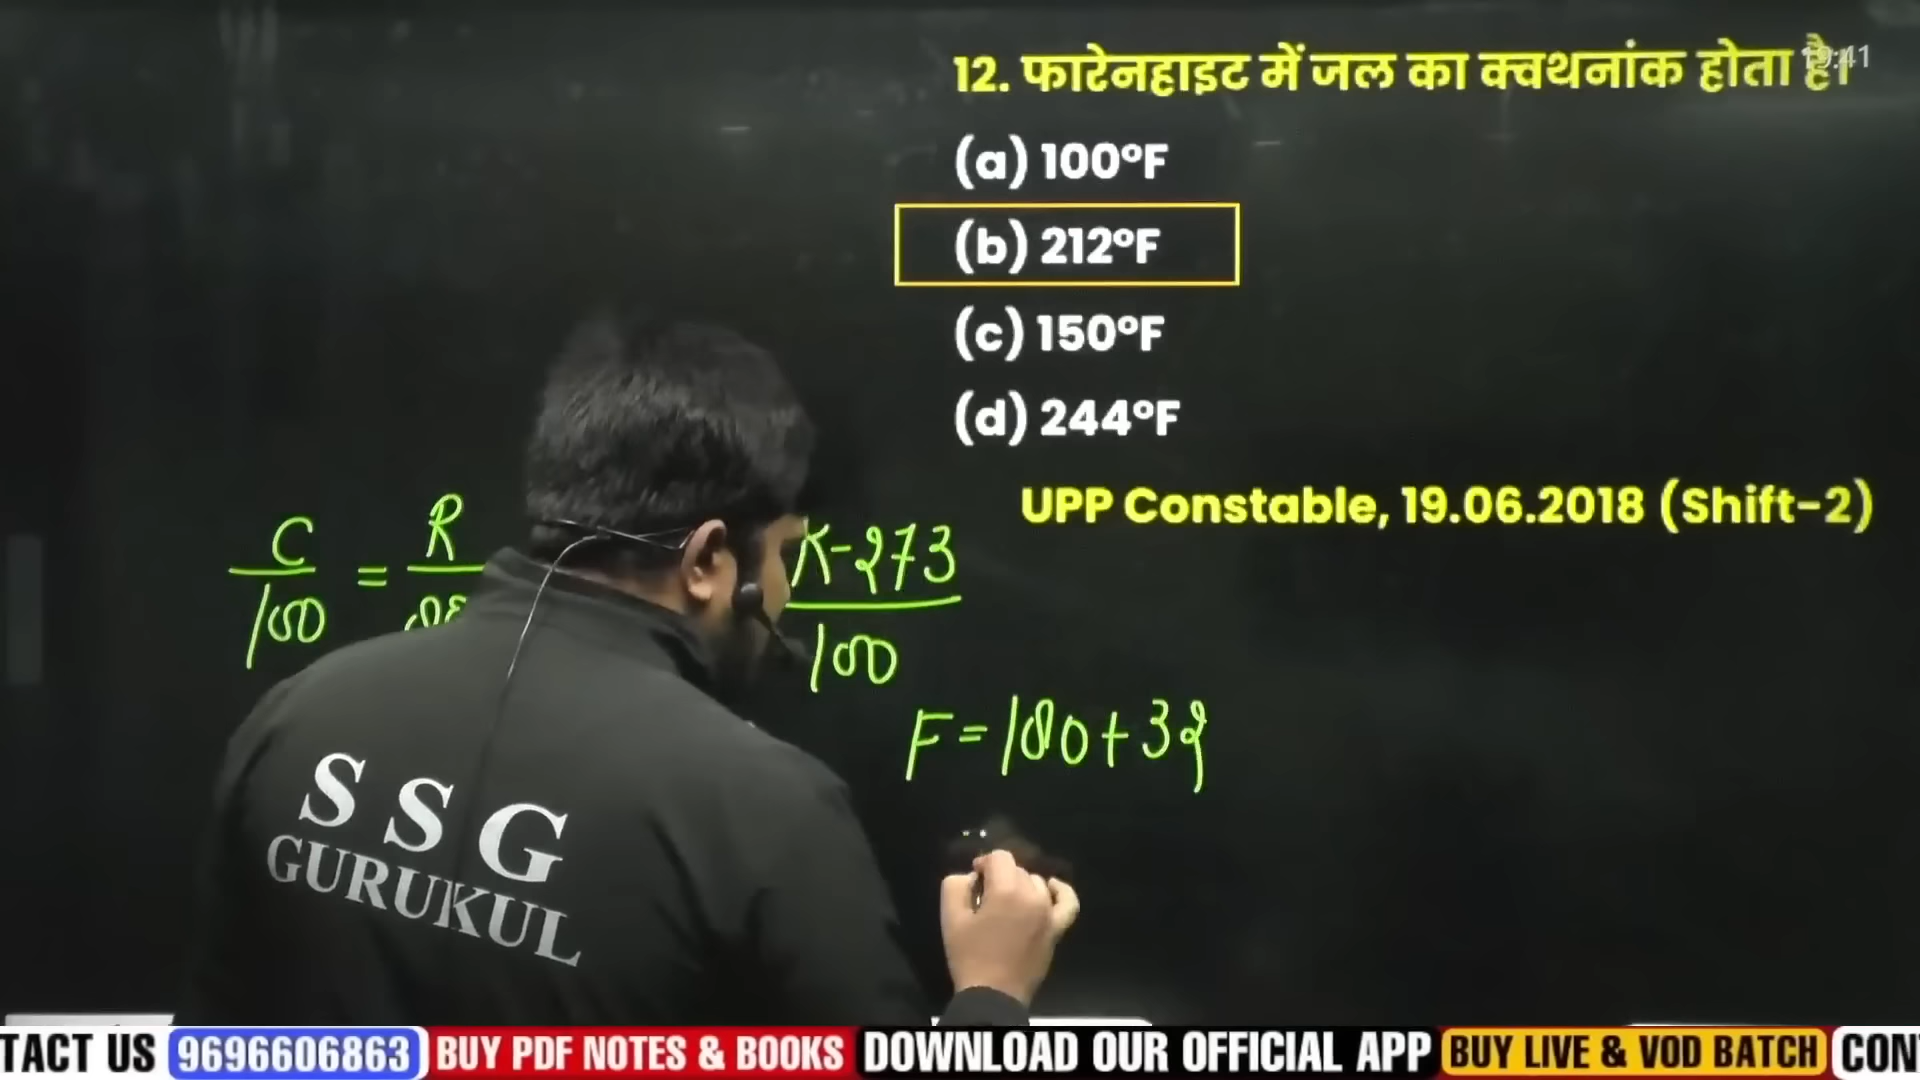 12. फारेनहाइट में जल का क्वथनांक होता है।
19:41
(a) 100°F
(b) 212°F
(c) 150°F
(d) 244°F
UPP Constable, 19.06.2018 (Shift-2)
C/100 = R K-273/100
F = 180 + 32
SSG
GURUKUL
TACT US 9696606863 BUY PDF NOTES & BOOKS DOWNLOAD OUR OFFICIAL APP BUY LIVE & VOD BATCH CON